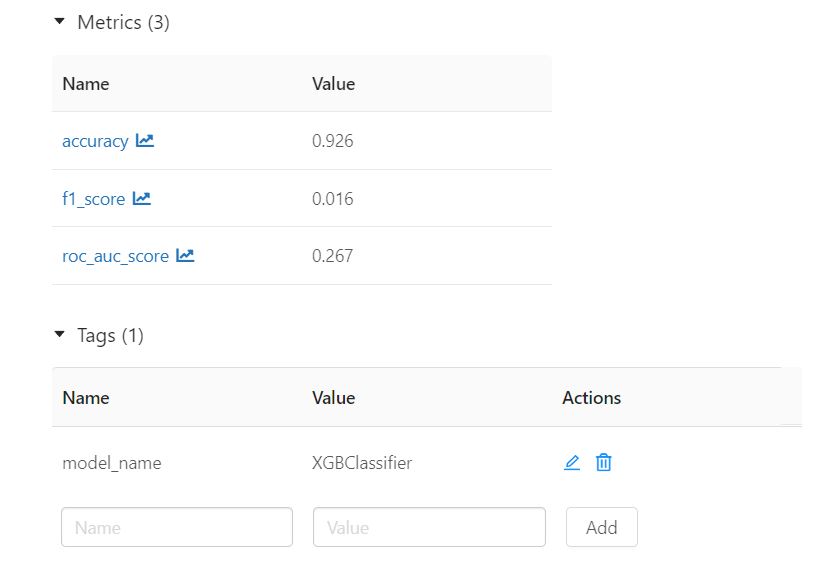 Metrics (3)
Name Value
accuracy 0.926
f1_score 0.016
roc_auc_score 0.267
Tags (1)
Name Value Actions
model_name XGBClassifier
Name Value Add